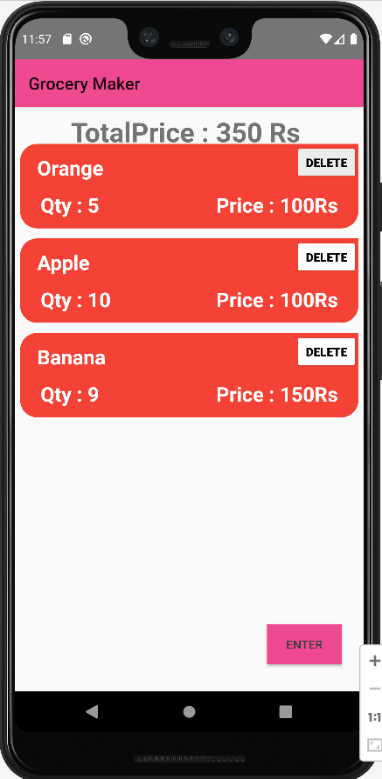 11:57
Grocery Maker
TotalPrice : 350 Rs
Orange DELETE
Qty : 5 Price : 100Rs
Apple DELETE
Qty : 10 Price : 100Rs
Banana DELETE
Qty : 9 Price : 150Rs
ENTER
1:1